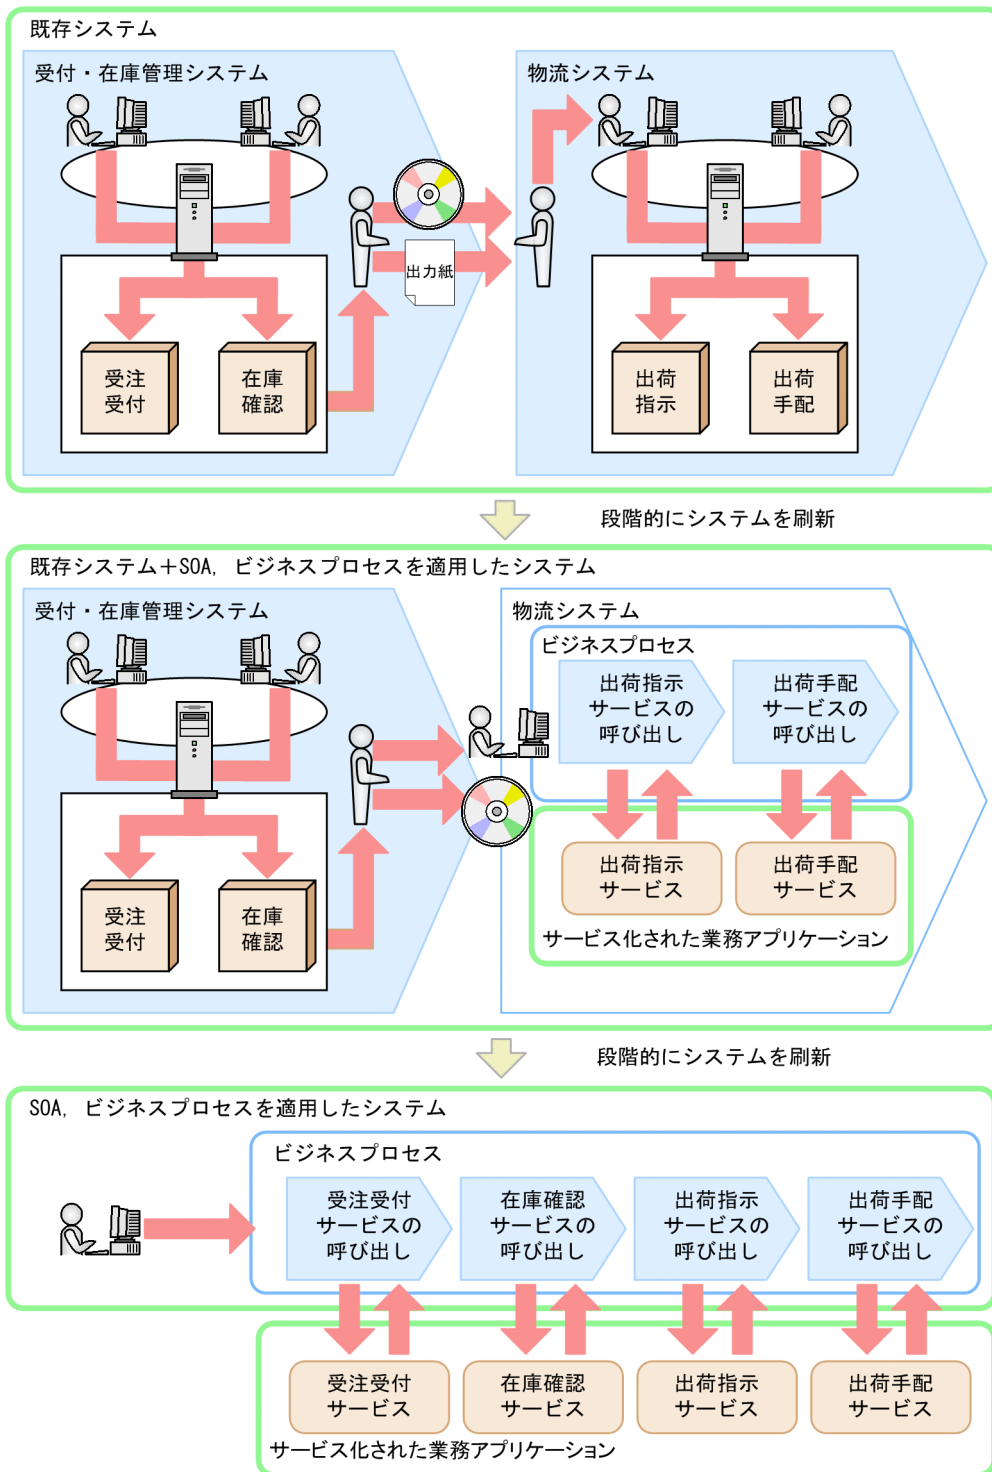 既存システム
受付・在庫管理システム
物流システム
出力紙
受注
受付
在庫
確認
出荷
指示
出荷
手配
段階的にシステムを刷新
既存システム＋SOA，ビジネスプロセスを適用したシステム
受付・在庫管理システム
物流システム
ビジネスプロセス
出荷指示
サービスの
呼び出し
出荷手配
サービスの
呼び出し
受注
受付
在庫
確認
出荷指示
サービス
出荷手配
サービス
サービス化された業務アプリケーション
段階的にシステムを刷新
SOA，ビジネスプロセスを適用したシステム
ビジネスプロセス
受注受付
サービスの
呼び出し
在庫確認
サービスの
呼び出し
出荷指示
サービスの
呼び出し
出荷手配
サービスの
呼び出し
受注受付
サービス
在庫確認
サービス
出荷指示
サービス
出荷手配
サービス
サービス化された業務アプリケーション